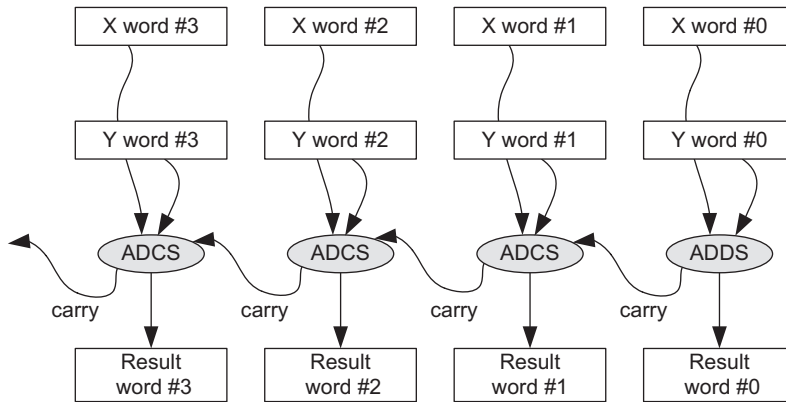 X word #3
X word #2
X word #1
X word #0
Y word #3
Y word #2
Y word #1
Y word #0
ADCS
ADCS
ADCS
ADDS
carry
carry
carry
carry
Result
word #3
Result
word #2
Result
word #1
Result
word #0